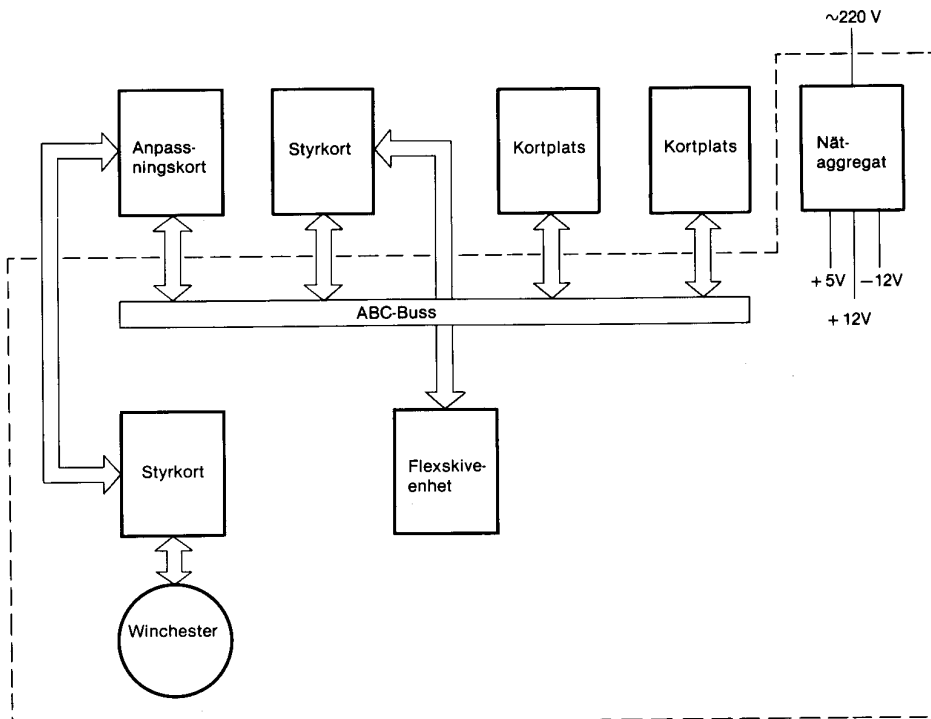 ~220 V
Anpass-
ningskort
Styrkort
Kortplats
Kortplats
Nät-
aggregat
+5V
−12V
+12V
ABC-Buss
Styrkort
Flexskive-
enhet
Winchester